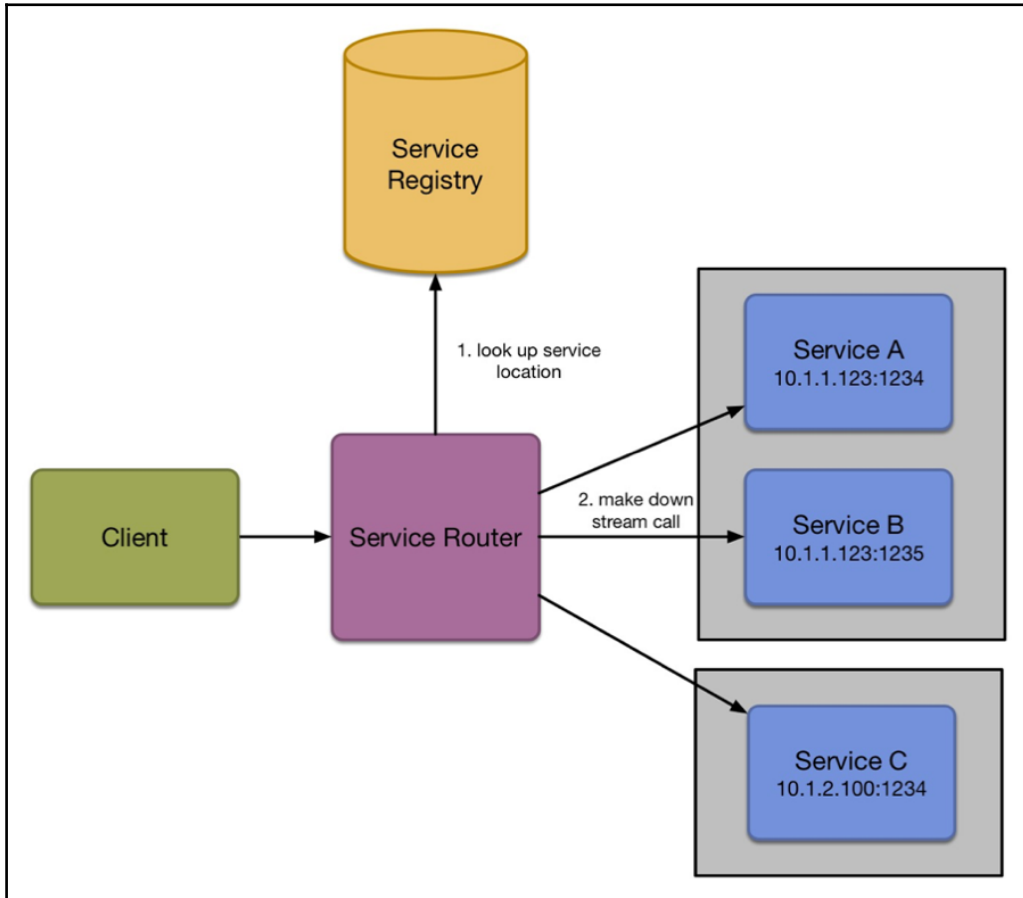 Service
Registry
1. look up service
location
Service A
10.1.1.123:1234
Client
Service Router
2. make down
stream call
Service B
10.1.1.123:1235
Service C
10.1.2.100:1234